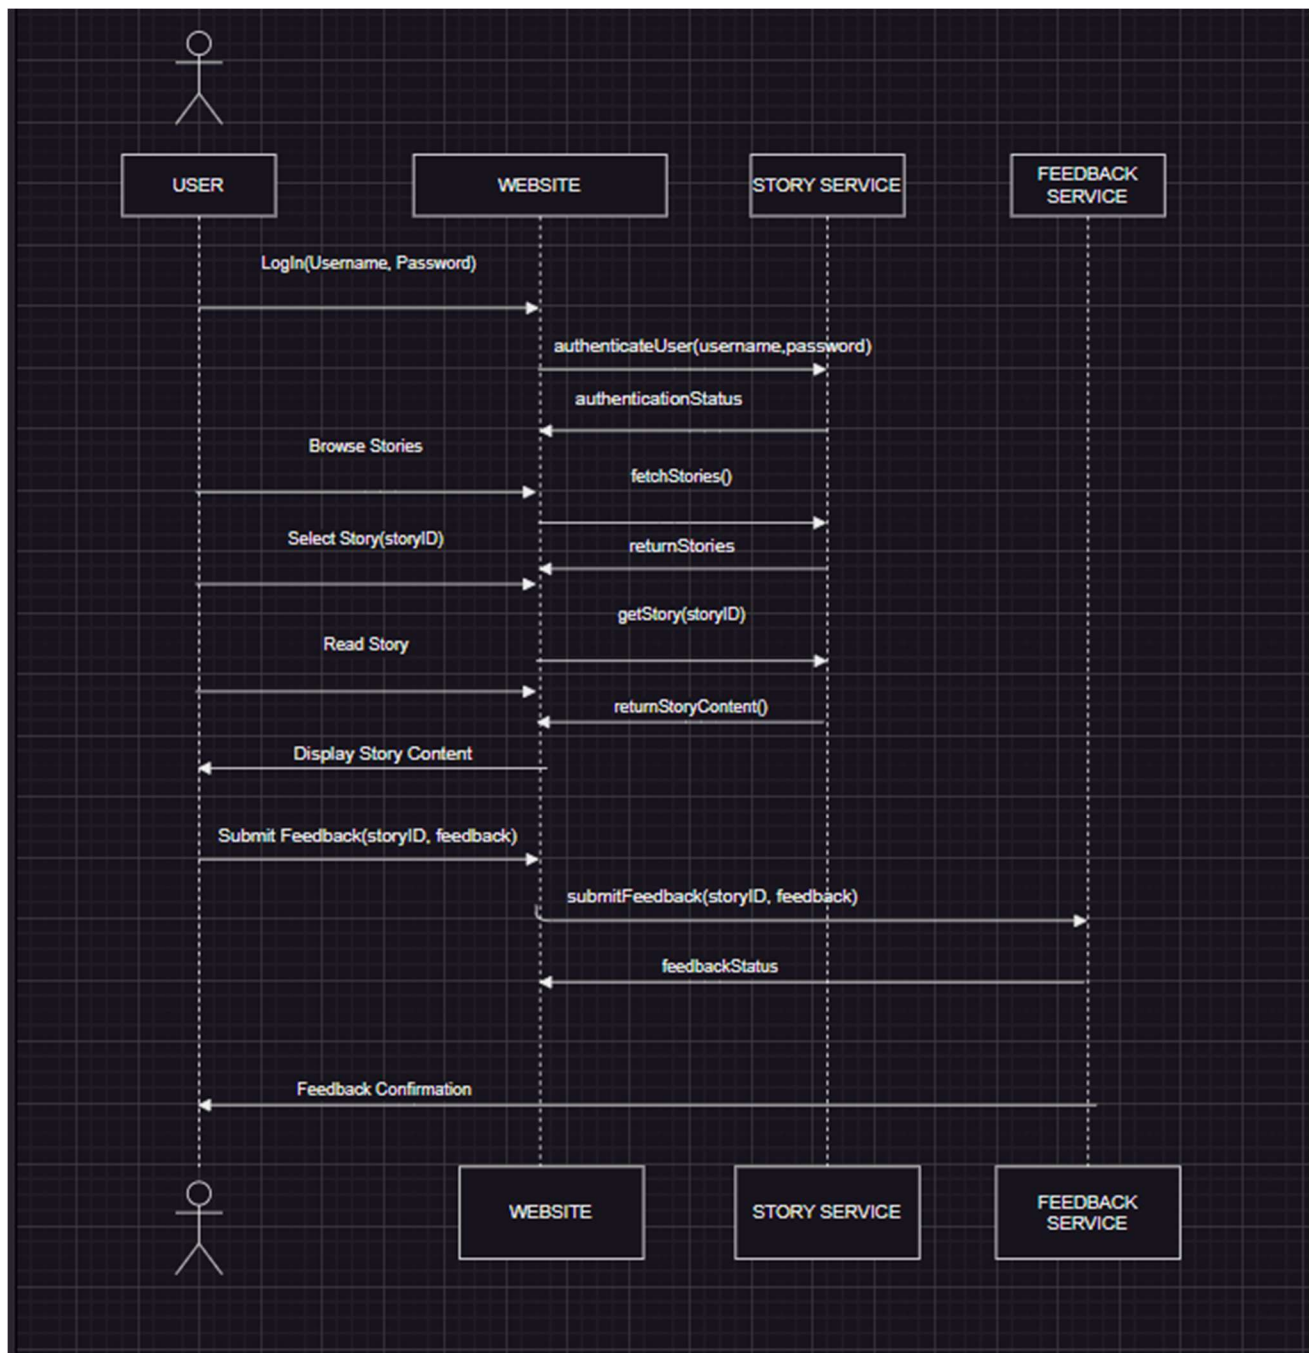 USER
WEBSITE
STORY SERVICE
FEEDBACK
SERVICE
LogIn(Username, Password)
authenticateUser(username,password)
authenticationStatus
Browse Stories
fetchStories()
Select Story(storyID)
returnStories
getStory(storyID)
Read Story
returnStoryContent()
Display Story Content
Submit Feedback(storyID, feedback)
submitFeedback(storyID, feedback)
feedbackStatus
Feedback Confirmation
WEBSITE
STORY SERVICE
FEEDBACK
SERVICE